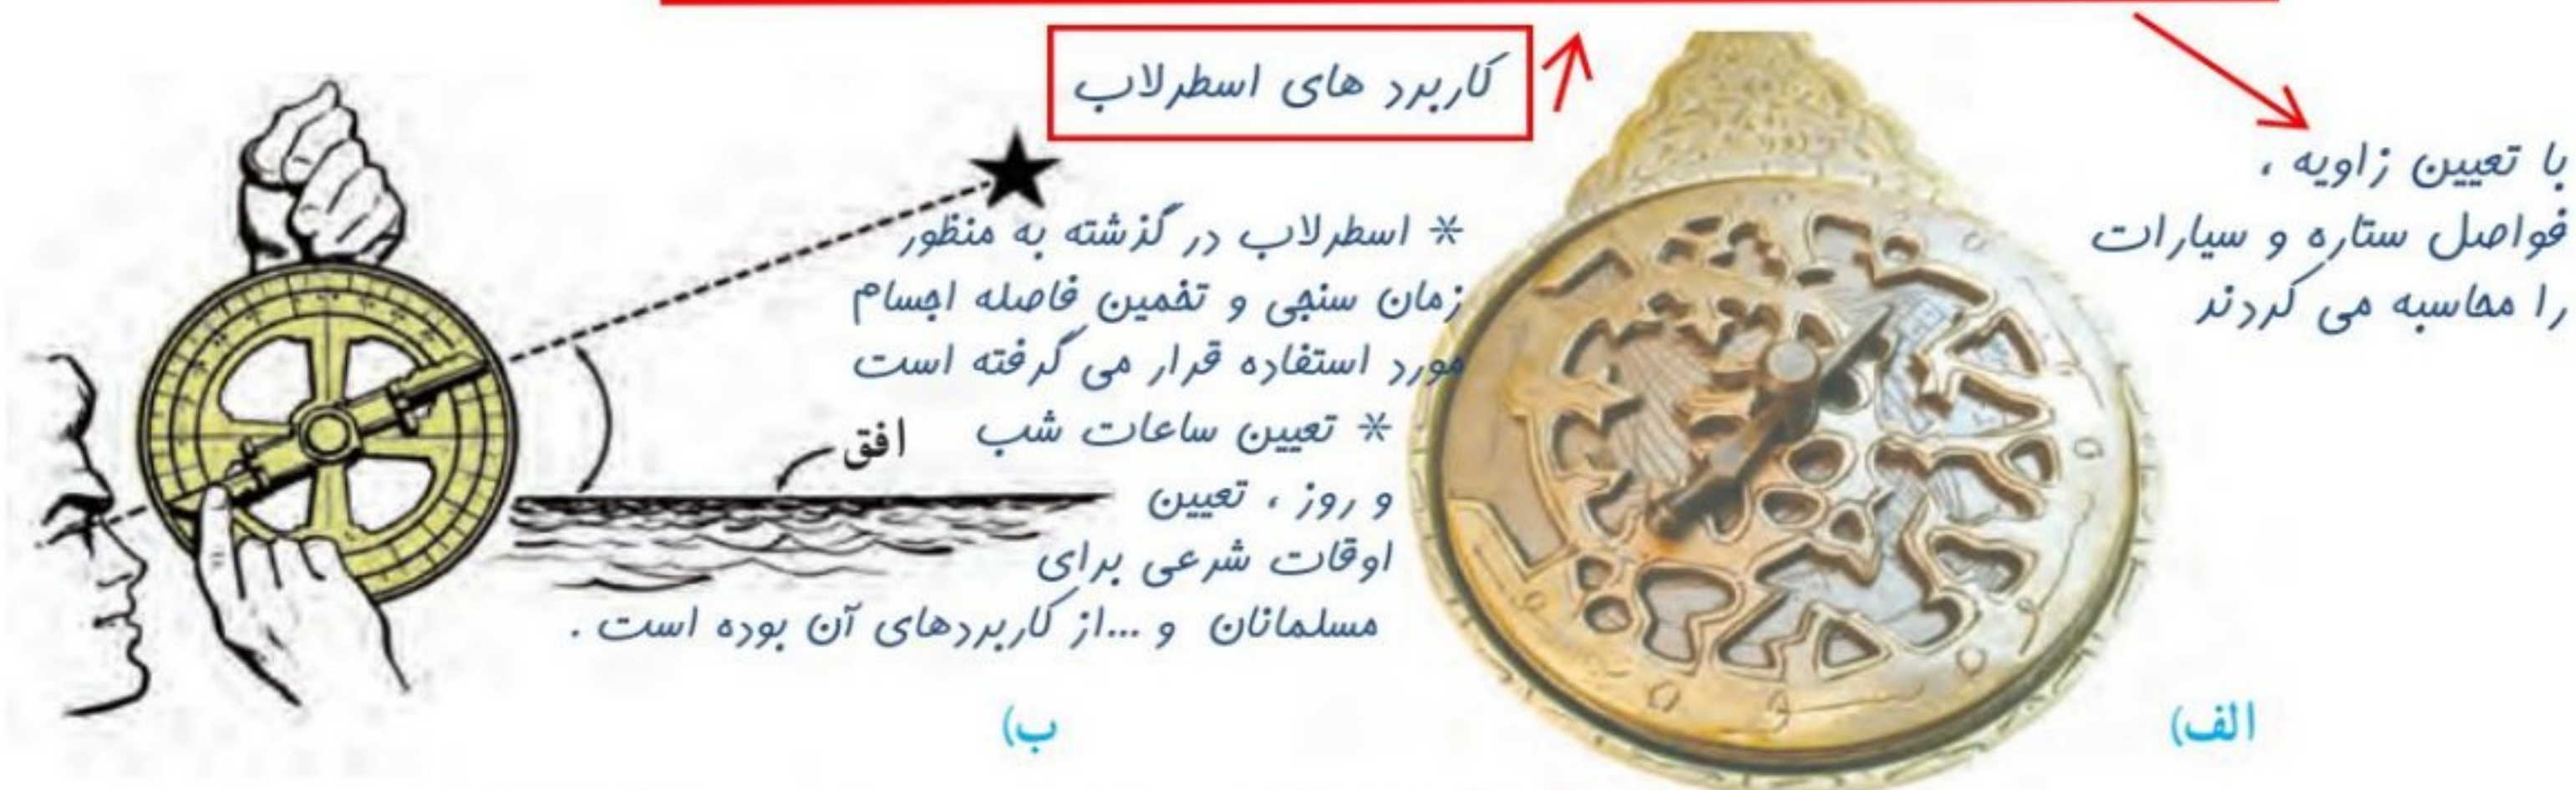 کاربرد های اسطرلاب
با تعیین زاویه ،
فواصل ستاره و سیارات
را محاسبه می کردند
* اسطرلاب در گذشته به منظور
زمان سنجی و تخمین فاصله اجسام
مورد استفاده قرار می گرفته است
* تعیین ساعات شب
و روز ، تعیین
اوقات شرعی برای
مسلمانان و ...از کاربردهای آن بوده است .
افق
الف)
ب)